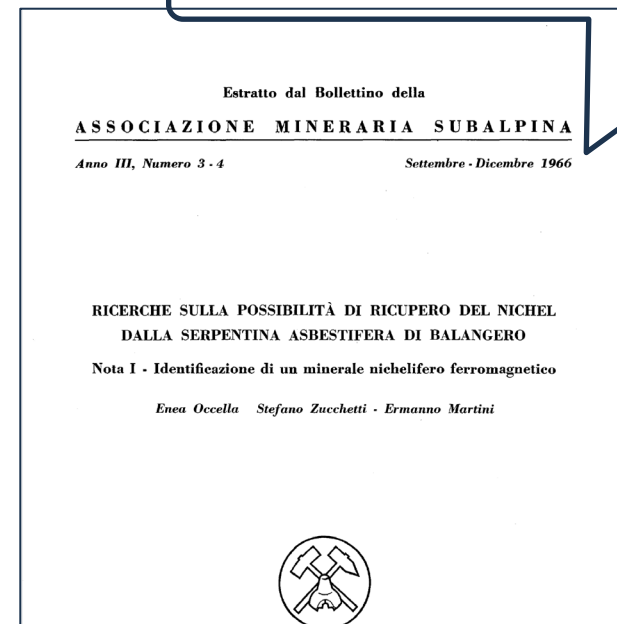 Estratto dal Bollettino della
ASSOCIAZIONE MINERARIA SUBALPINA
Anno III, Numero 3 - 4 Settembre - Dicembre 1966
RICERCHE SULLA POSSIBILITÀ DI RICUPERO DEL NICHEL
DALLA SERPENTINA ASBESTIFERA DI BALANGERO
Nota I - Identificazione di un minerale nichelifero ferromagnetico
Enea Occella Stefano Zucchetti - Ermanno Martini